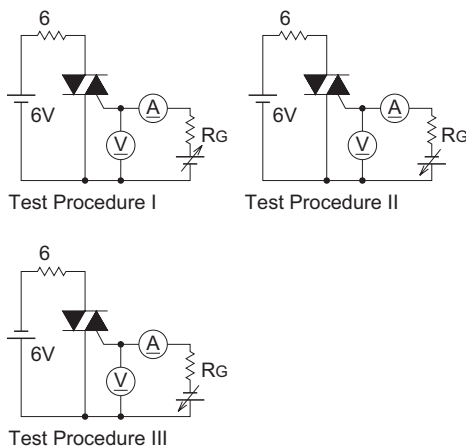 6
6V
A
V
RG
Test Procedure I
6
6V
A
V
RG
Test Procedure II
6
6V
A
V
RG
Test Procedure III